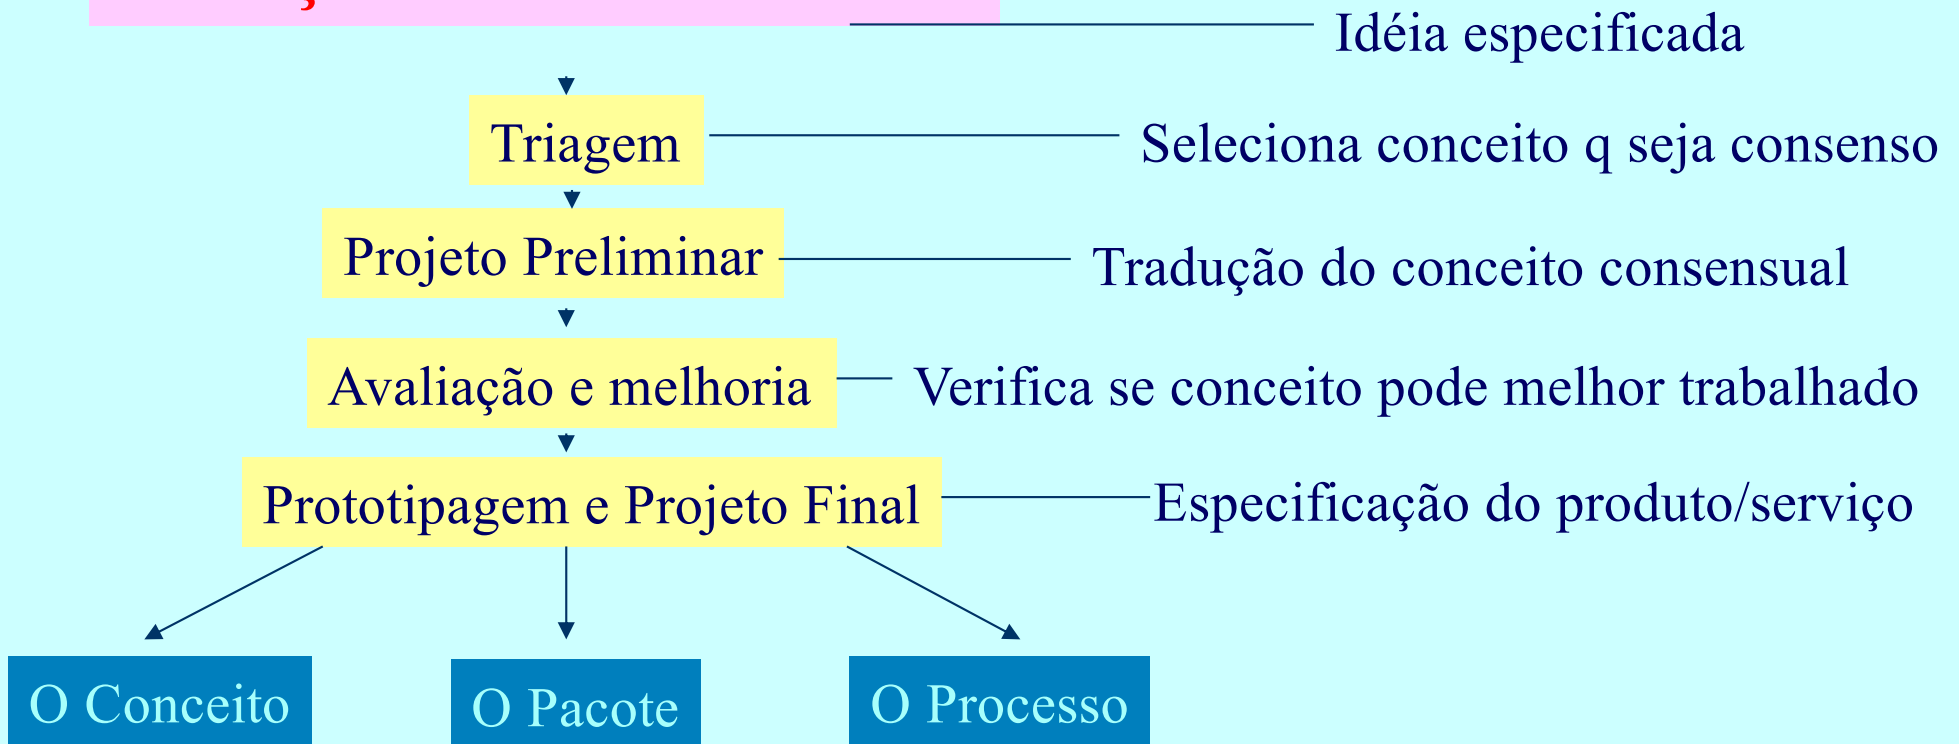 Idéia especificada
Triagem
Seleciona conceito q seja consenso
Projeto Preliminar
Tradução do conceito consensual
Avaliação e melhoria
Verifica se conceito pode melhor trabalhado
Prototipagem e Projeto Final
Especificação do produto/serviço
O Conceito
O Pacote
O Processo